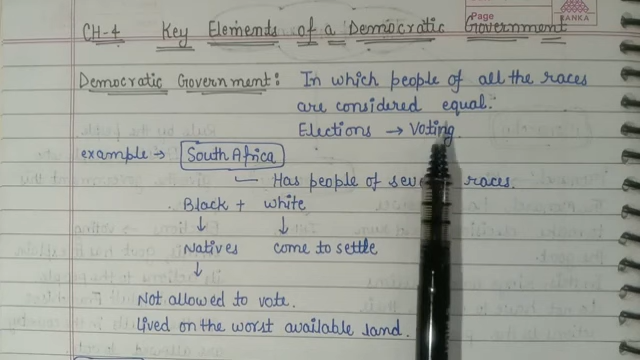 Page
RANKA
CH-4 Key Elements of a Democratic Government
Democratic Government: In which people of all the races
are considered equal.
Elections → Voting
example → South Africa
Has people of races.
Black + white
↓ ↓
Natives come to settle
↓
Not allowed to vote.
Lived on the worst available land.